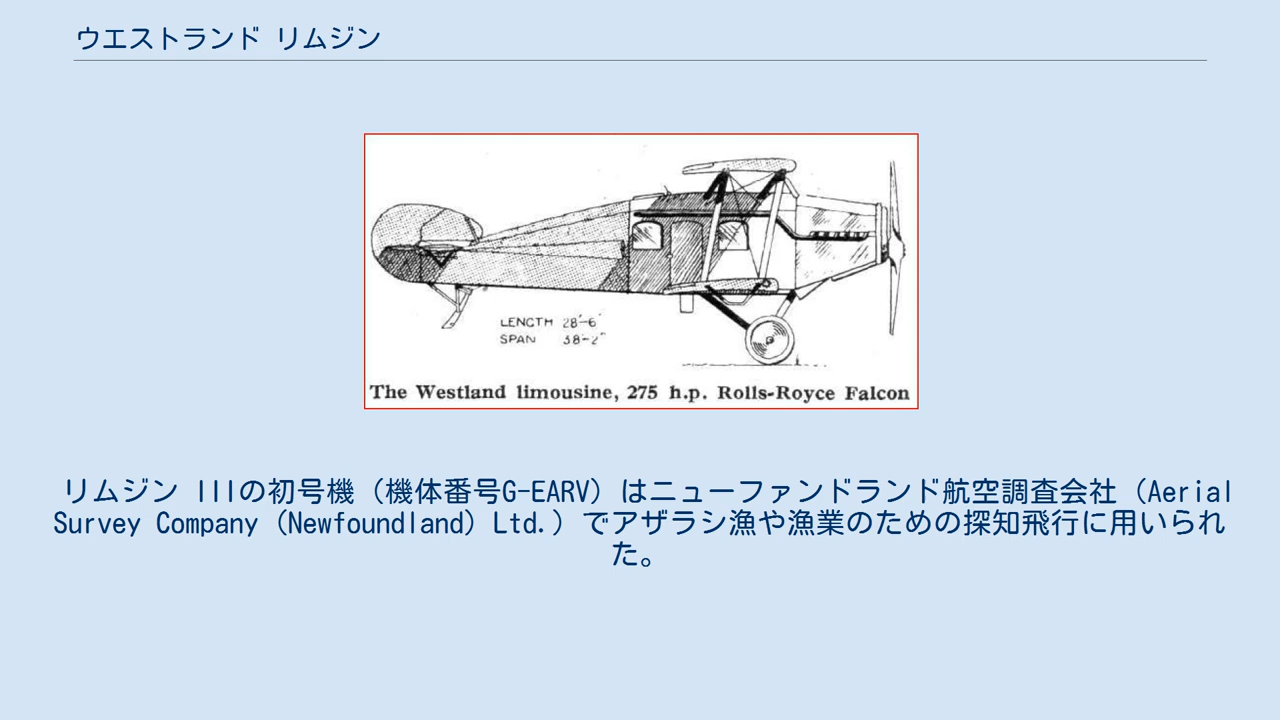 ウエストランド リムジン
LENGTH 28'-6"
SPAN 38'-2"
The Westland limousine, 275 h.p. Rolls-Royce Falcon
リムジン IIIの初号機（機体番号G-EARV）はニューファンドランド航空調査会社（Aerial
Survey Company（Newfoundland）Ltd.）でアザラシ漁や漁業のための探知飛行に用いられ
た。